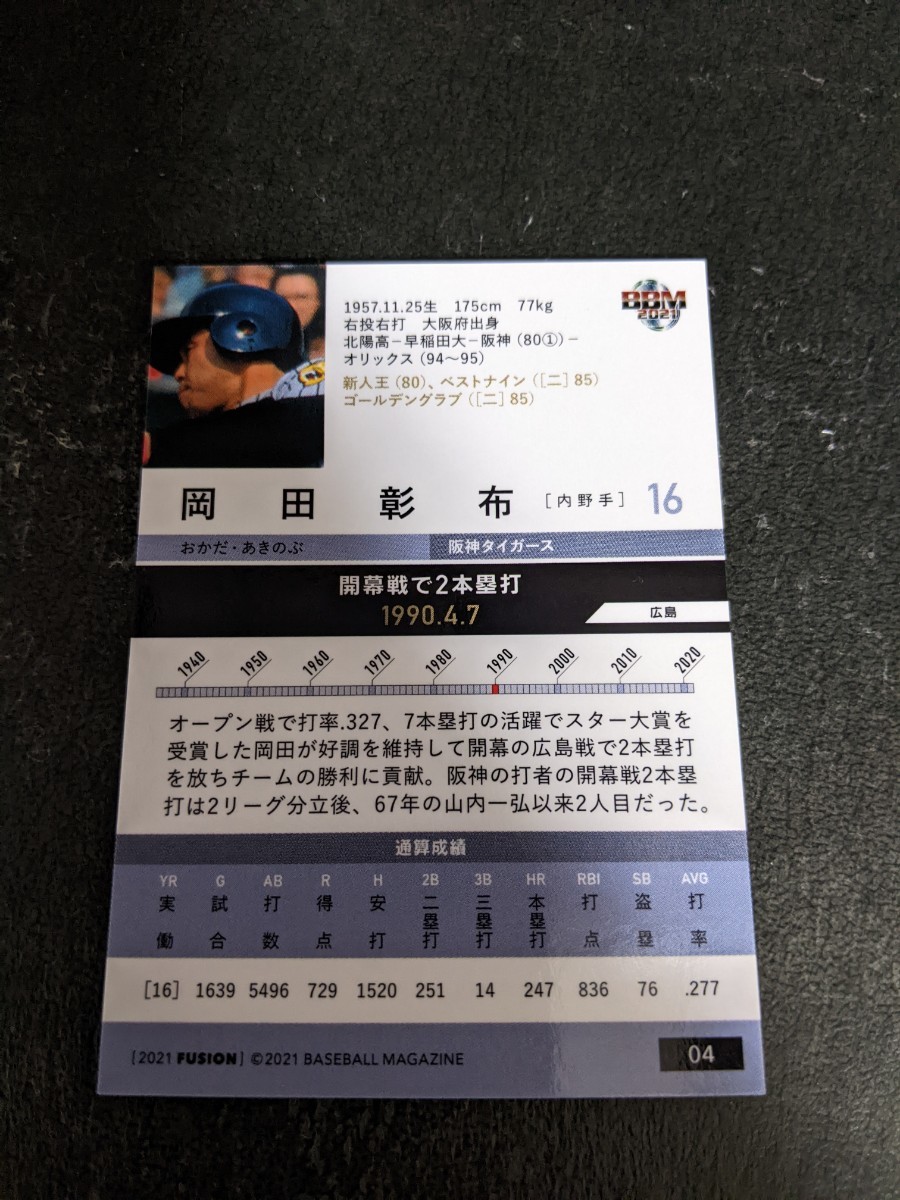 1957.11.25生 175cm 77kg
右投右打 大阪府出身
北陽高−早稲田大−阪神（80①）−
オリックス（94～95）
新人王（80）、ベストナイン（[二]85）
ゴールデングラブ（[二]85）
BBM
2021
岡田彰布 [内野手] 16
おかだ・あきのぶ 阪神タイガース
開幕戦で2本塁打
1990.4.7
広島
1940 1950 1960 1970 1980 1990 2000 2010 2020
オープン戦で打率.327、7本塁打の活躍でスター大賞を
受賞した岡田が好調を維持して開幕の広島戦で2本塁打
を放ちチームの勝利に貢献。阪神の打者の開幕戦2本塁
打は2リーグ分立後、67年の山内一弘以来2人目だった。
通算成績
YR G AB R H 2B 3B HR RBI SB AVG
実働 試合 打数 得点 安打 二塁打 三塁打 本塁打 打点 盗塁 打率
[16] 1639 5496 729 1520 251 14 247 836 76 .277
[2021 FUSION] ©2021 BASEBALL MAGAZINE 04